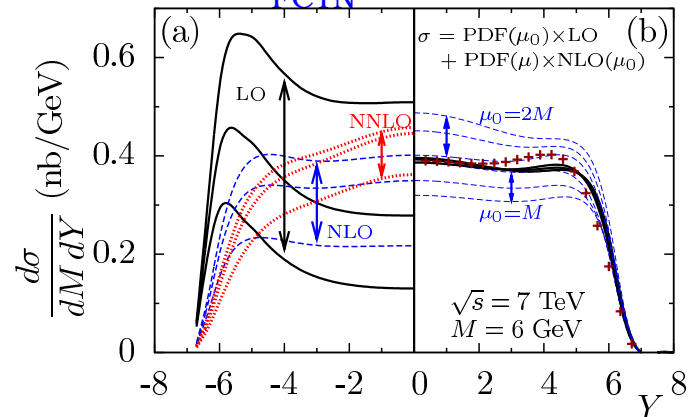 FCTN
(a)
(b)
σ = PDF(μ₀)×LO
+ PDF(μ)×NLO(μ₀)
0.6
0.4
0.2
0
dσ
dM dY (nb/GeV)
LO
NNLO
NLO
μ₀=2M
μ₀=M
√s = 7 TeV
M = 6 GeV
-8 -6 -4 -2 0 2 4 6 8
Y